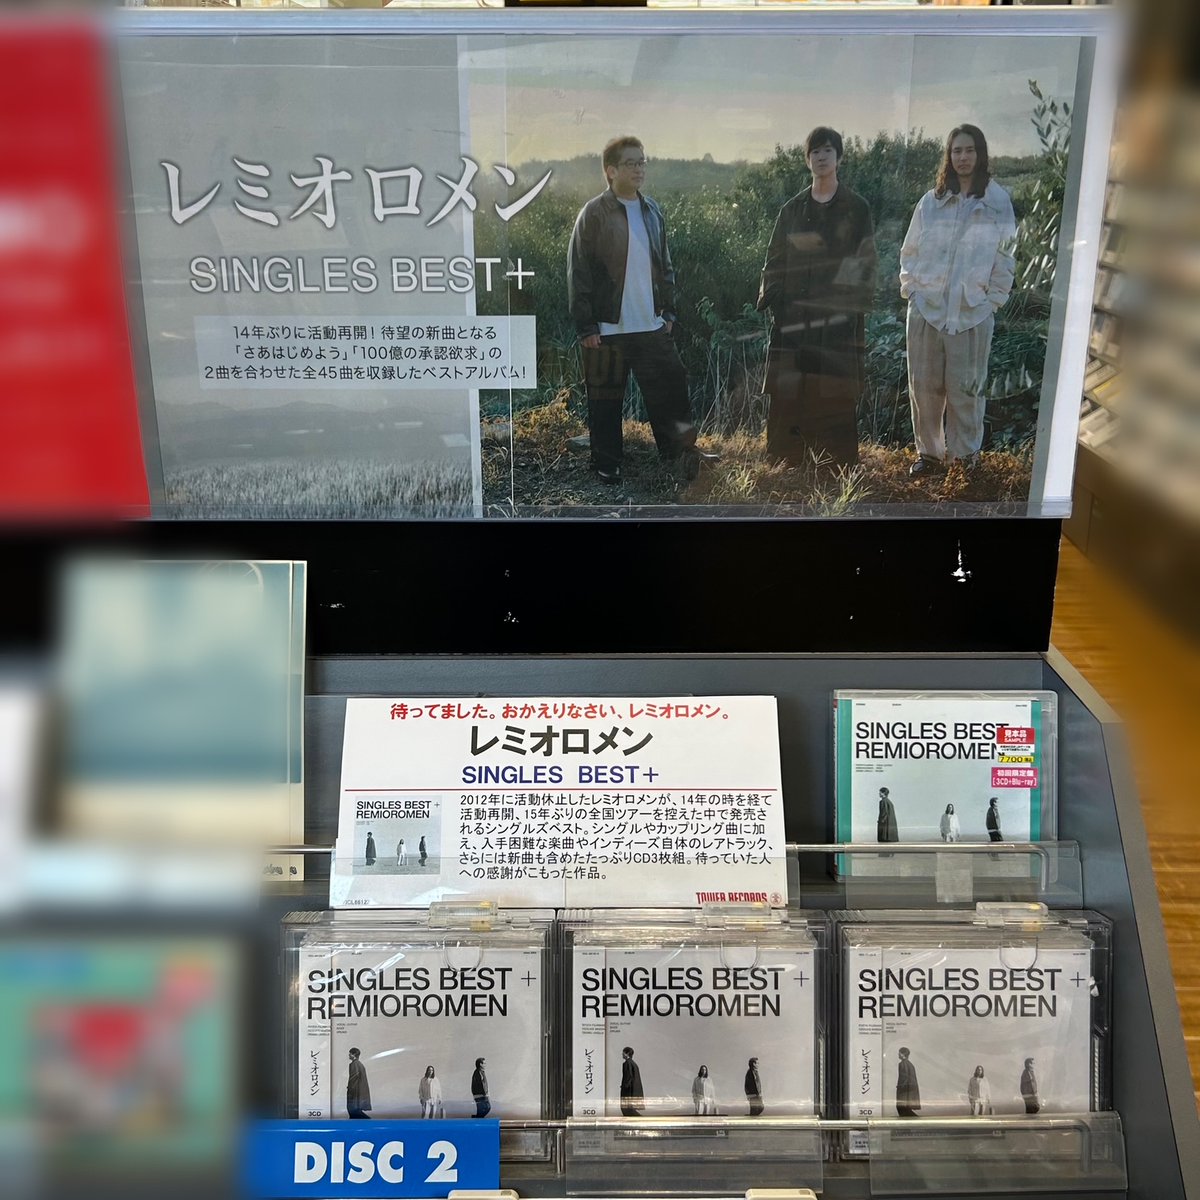 レミオロメン
SINGLES BEST+
14年ぶりに活動再開！待望の新曲となる
「さあはじめよう」「100億の承認欲求」の
2曲を合わせた全45曲を収録したベストアルバム！
待ってました。おかえりなさい、レミオロメン。
レミオロメン
SINGLES BEST+
2012年に活動休止したレミオロメンが、14年の時を経て
活動再開、15年ぶりの全国ツアーを控えた中で発売さ
れるシングルズベスト。シングルやカップリング曲に加
え、入手困難な楽曲やインディーズ自体のレアトラック、
さらには新曲も含めたたっぷりCD3枚組。待っていた人
への感謝がこもった作品。
TOWER RECORDS
SINGLES BEST +
REMIOROMEN
SINGLES BEST +
REMIOROMEN
見本品
SAMPLE
7700
初回限定盤
[3CD+Blu-ray]
SINGLES BEST +
REMIOROMEN
レミオロメン
3CD
SINGLES BEST +
REMIOROMEN
レミオロメン
3CD
SINGLES BEST +
REMIOROMEN
レミオロメン
3CD
DISC 2